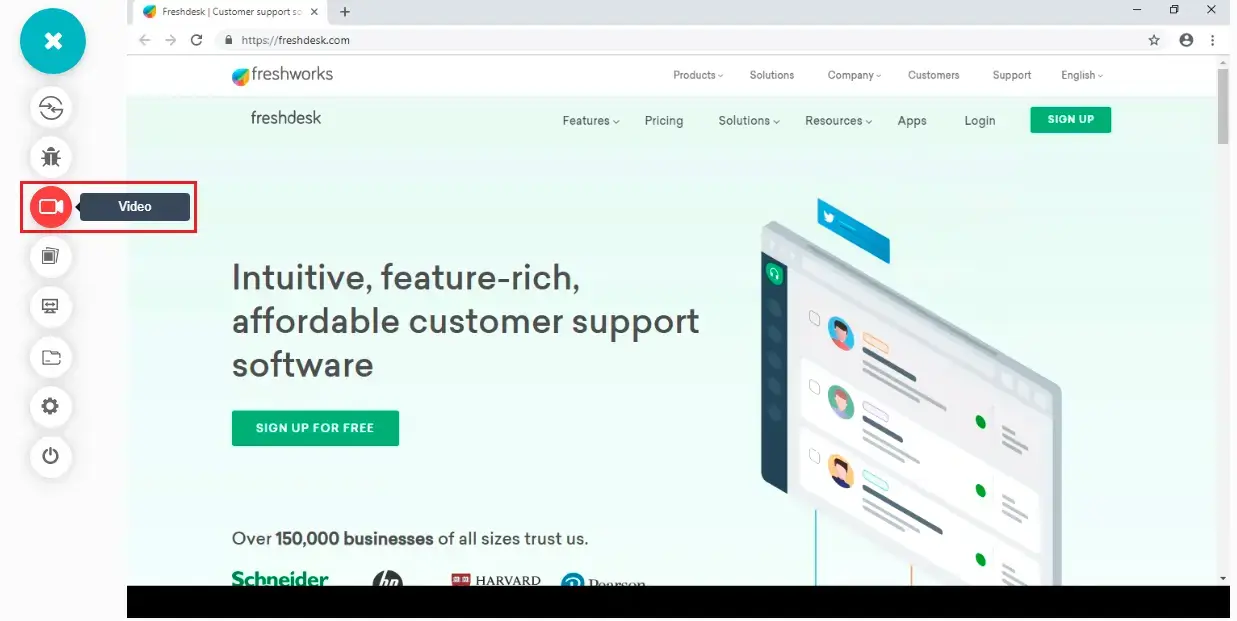 Freshdesk | Customer support so
https://freshdesk.com
freshworks
Products
Solutions
Company
Customers
Support
English
freshdesk
Features
Pricing
Solutions
Resources
Apps
Login
SIGN UP
Video
Intuitive, feature-rich,
affordable customer support
software
SIGN UP FOR FREE
Over 150,000 businesses of all sizes trust us.
Schneider
hp
HARVARD
Pearson